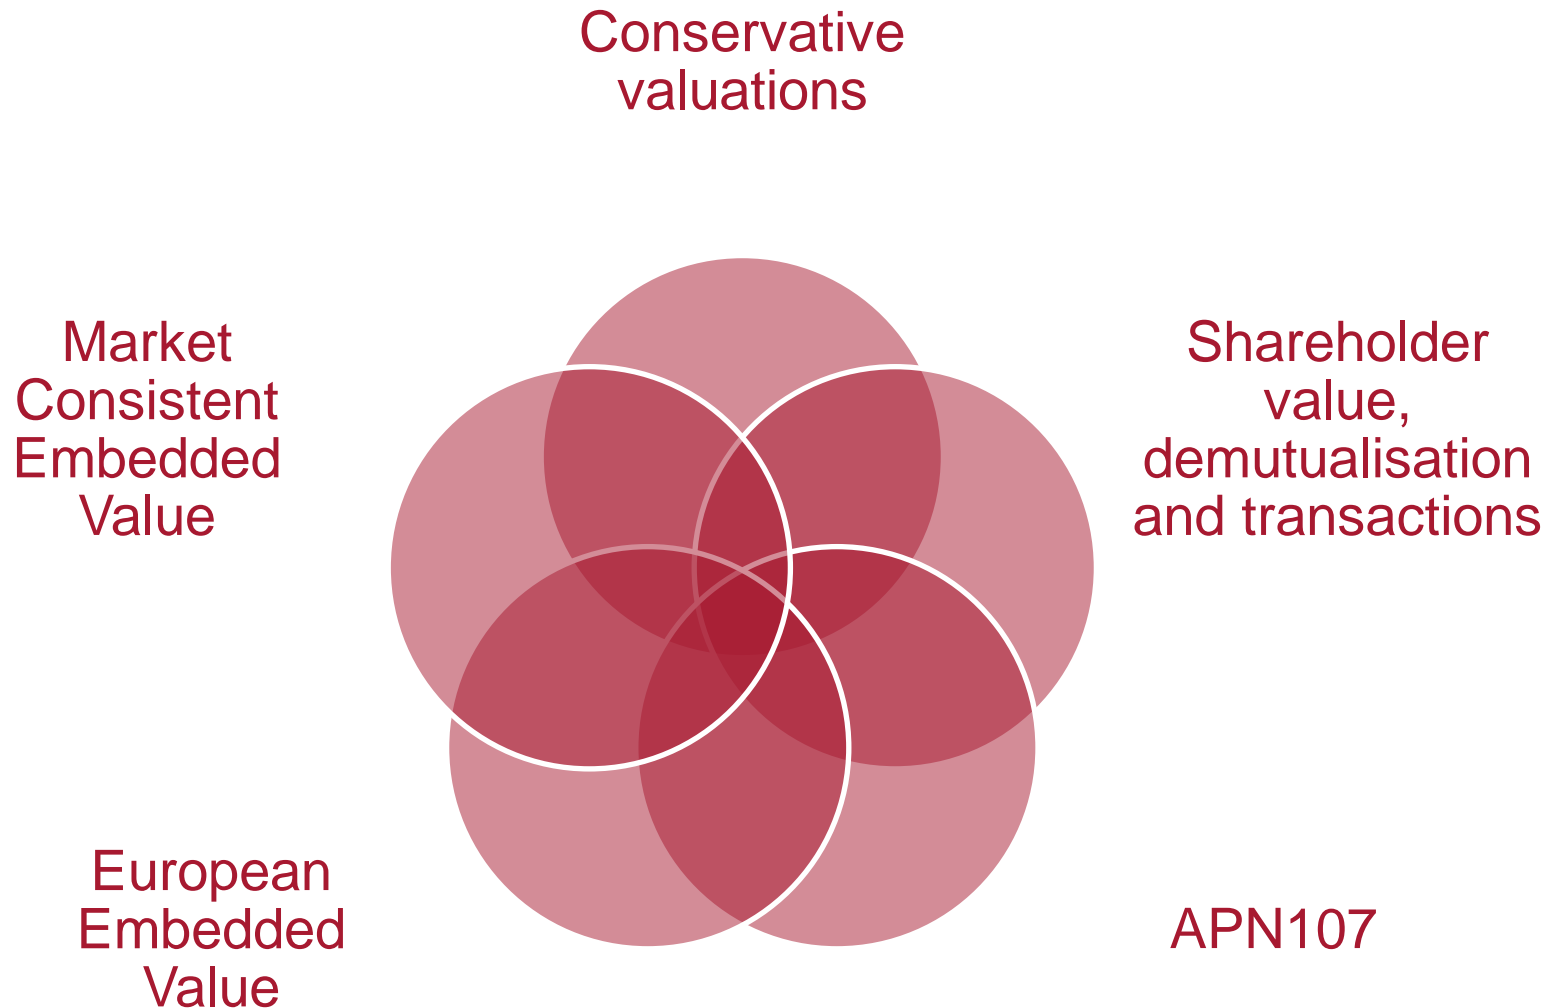 Conservative
valuations
Market
Consistent
Embedded
Value
Shareholder
value,
demutualisation
and transactions
European
Embedded
Value
APN107